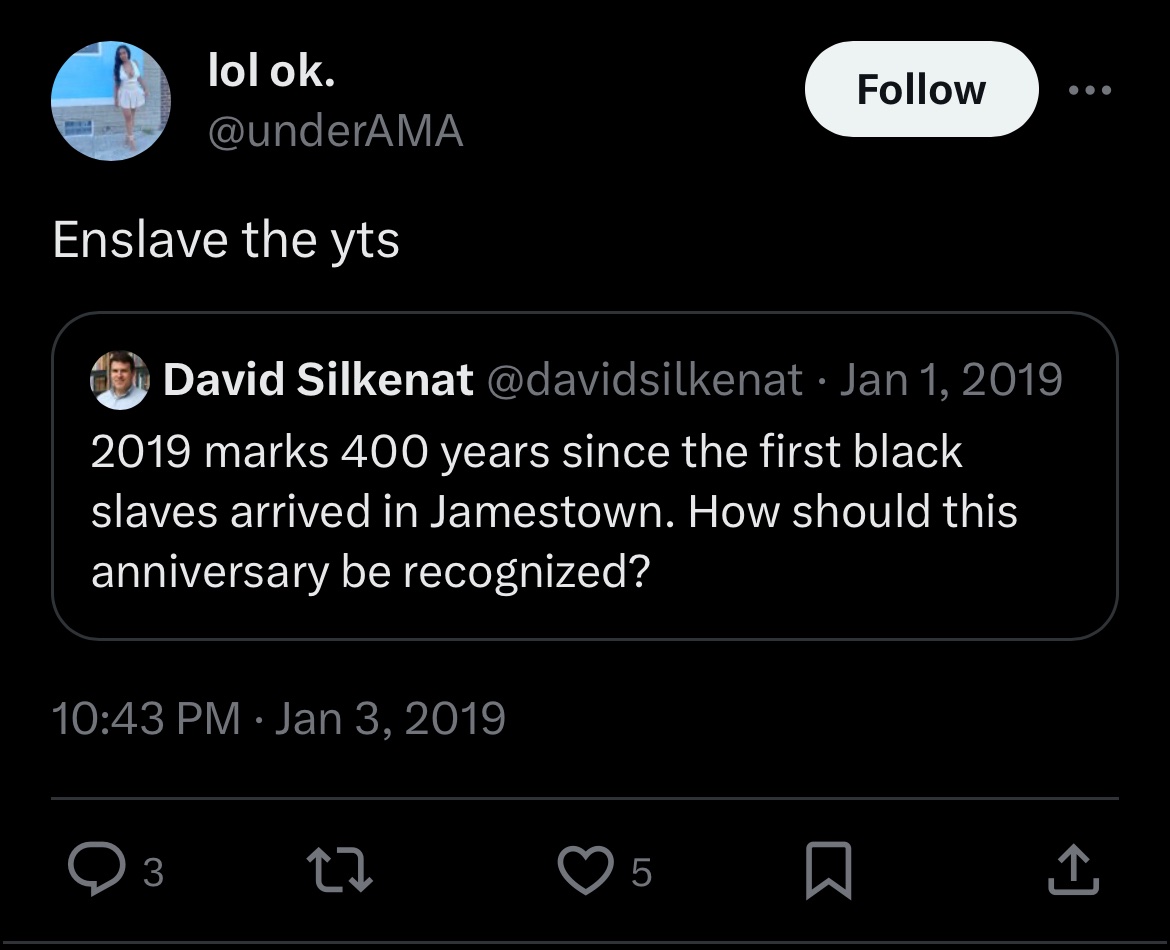 lol ok.
@underAMA
Follow
Enslave the yts
David Silkenat @davidsilkenat · Jan 1, 2019
2019 marks 400 years since the first black
slaves arrived in Jamestown. How should this
anniversary be recognized?
10:43 PM · Jan 3, 2019
3 5